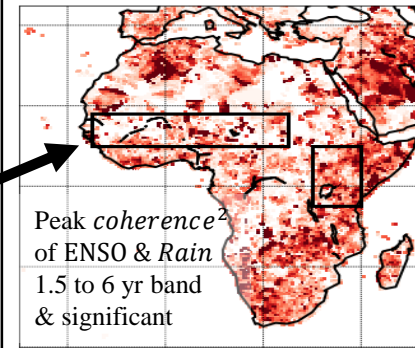 Peak coherence²
of ENSO & Rain
1.5 to 6 yr band
& significant